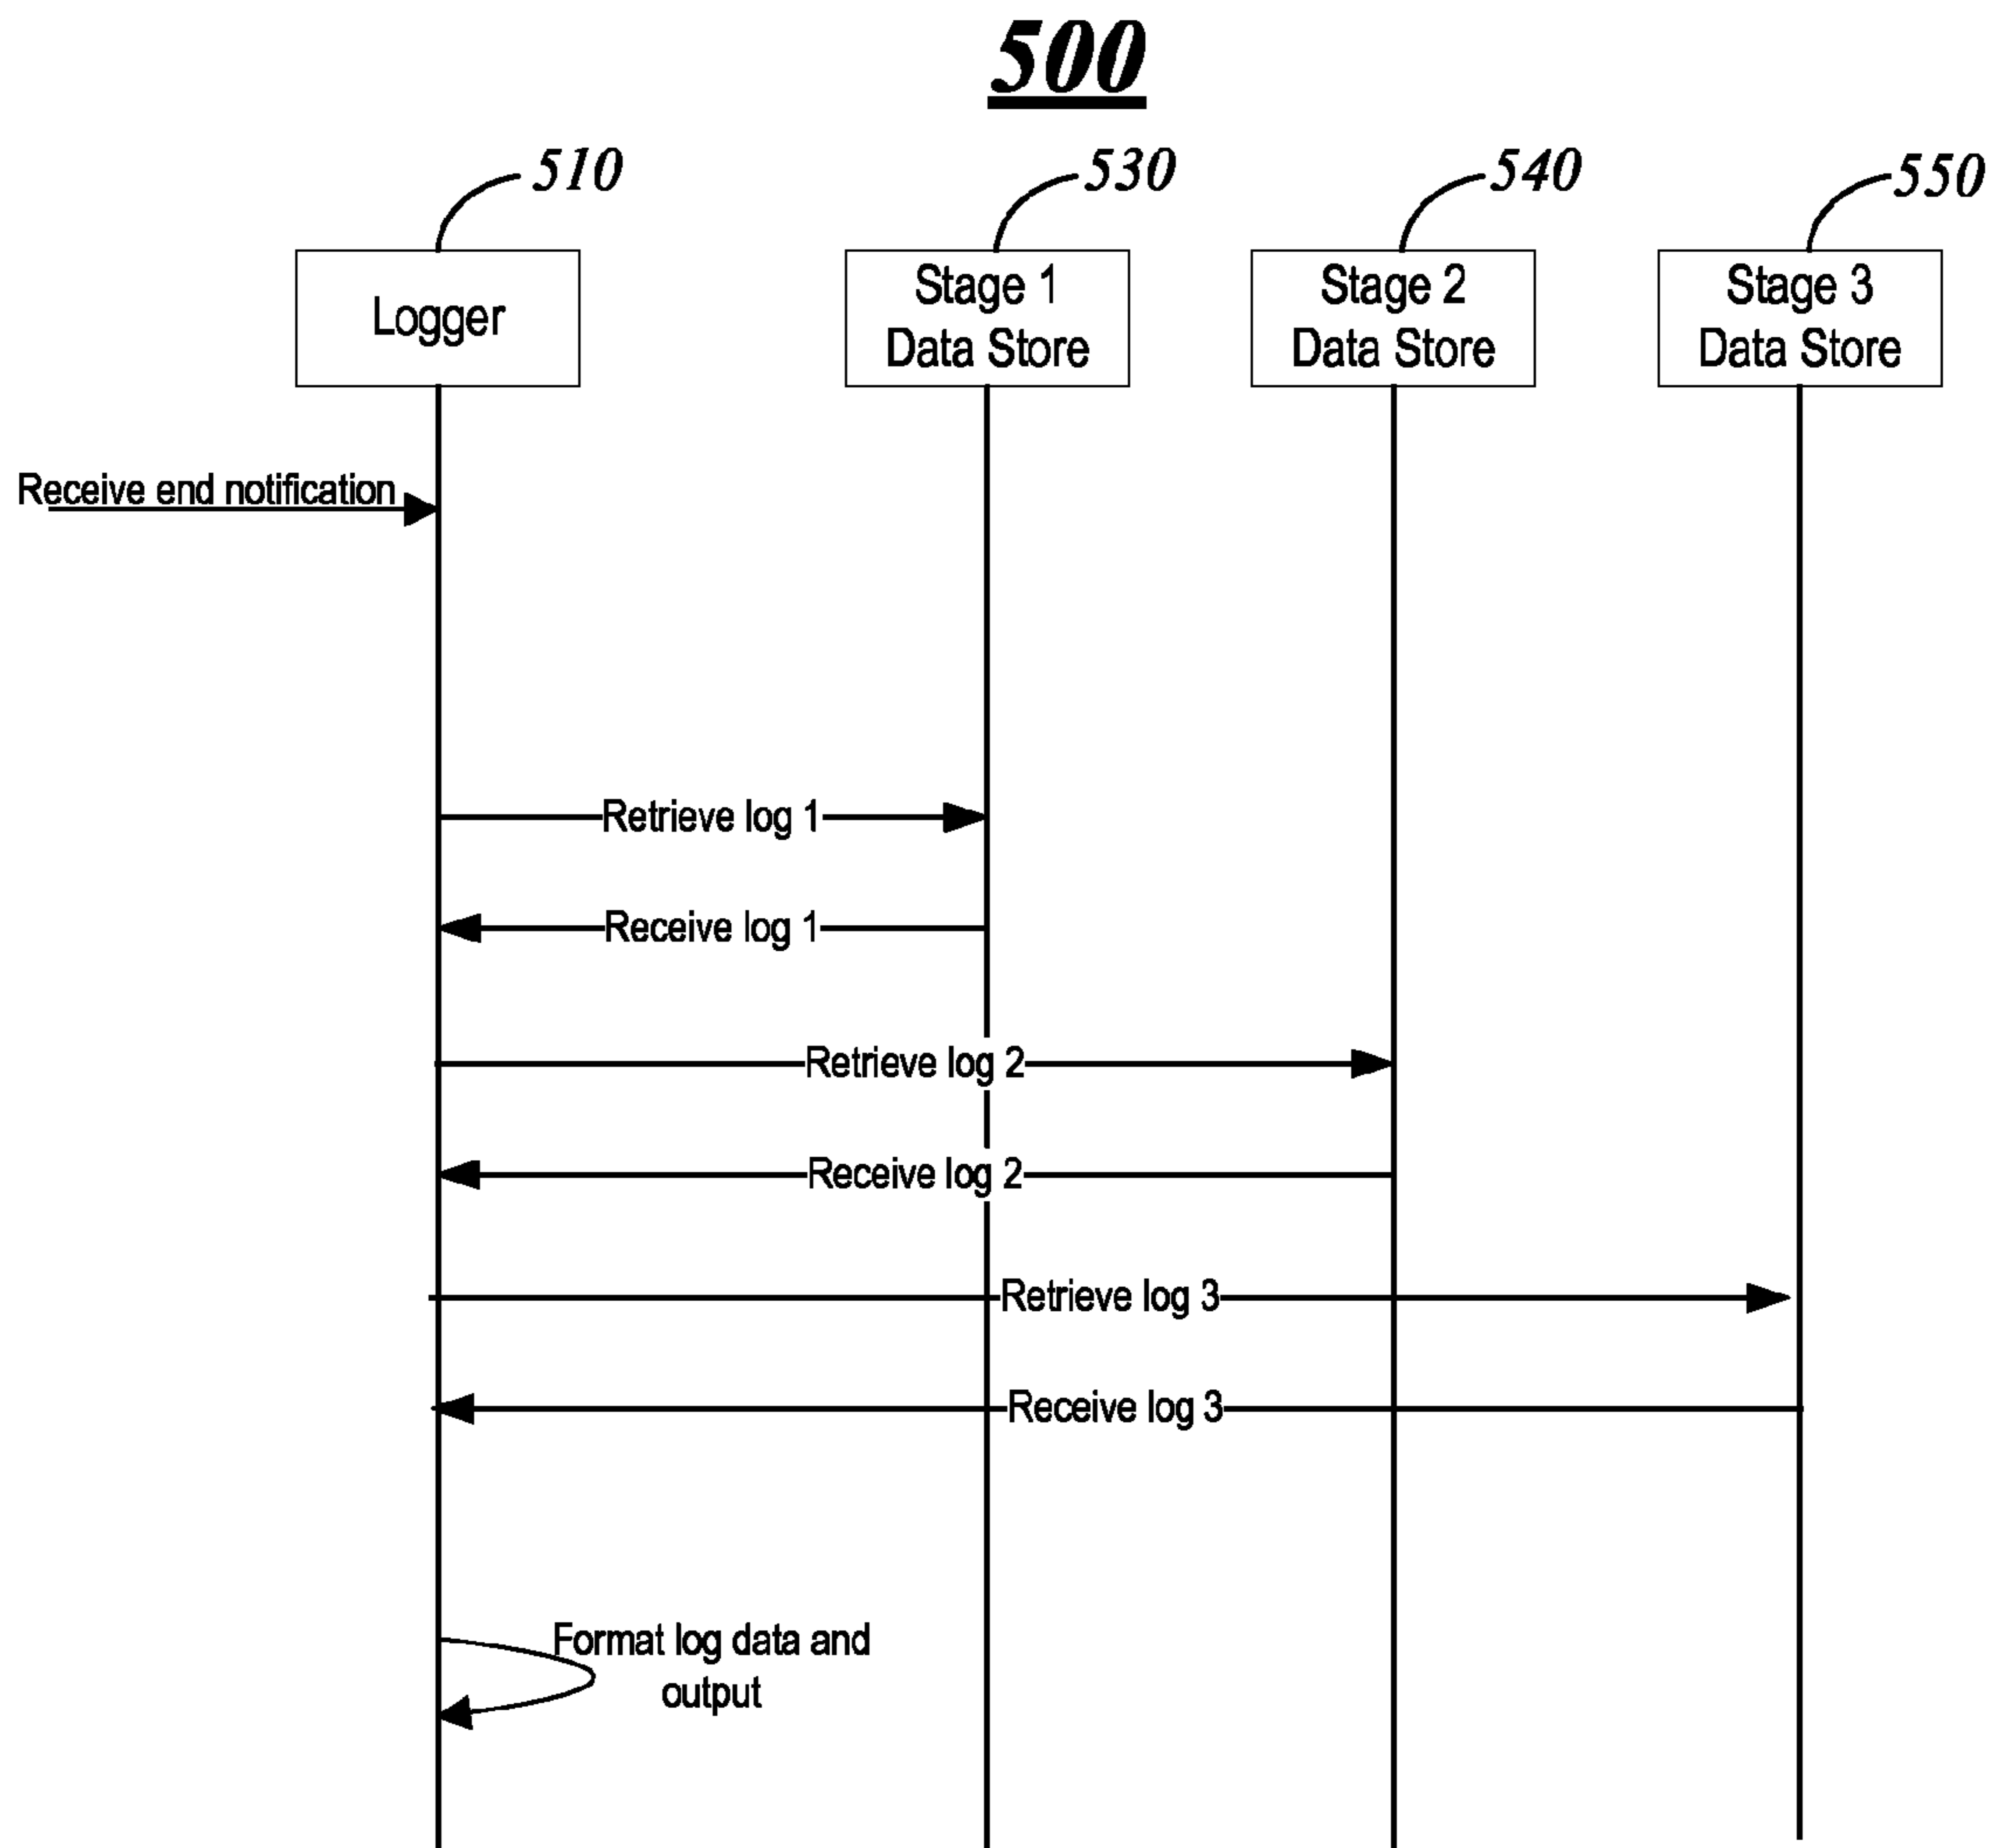 500
510
530
540
550
Logger
Stage 1
Data Store
Stage 2
Data Store
Stage 3
Data Store
Receive end notification
Retrieve log 1
Receive log 1
Retrieve log 2
Receive log 2
Retrieve log 3
Receive log 3
Format log data and
output